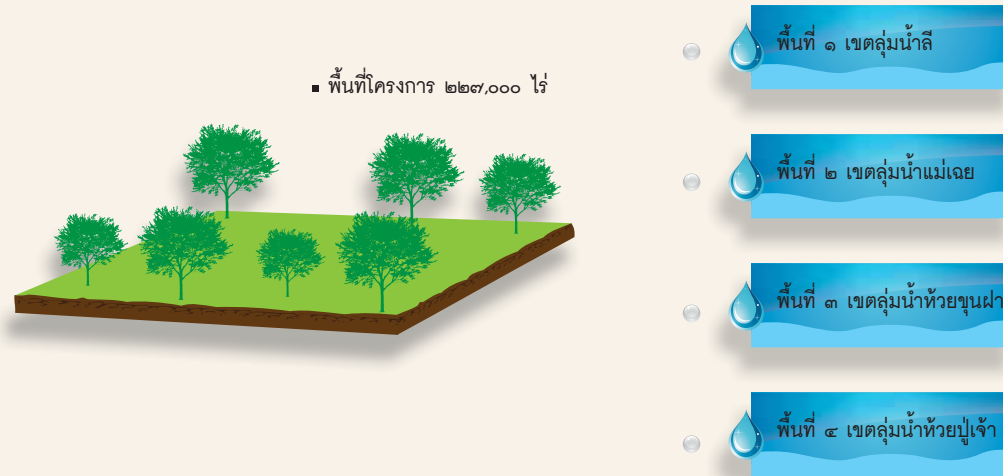 พื้นที่ ๑ เขตลุ่มน้ำลี
▪ พื้นที่โครงการ ๒๒๗,๐๐๐ ไร่
พื้นที่ ๒ เขตลุ่มน้ำแม่เฉย
พื้นที่ ๓ เขตลุ่มน้ำห้วยขุนฝา
พื้นที่ ๔ เขตลุ่มน้ำห้วยปู่เจ้า